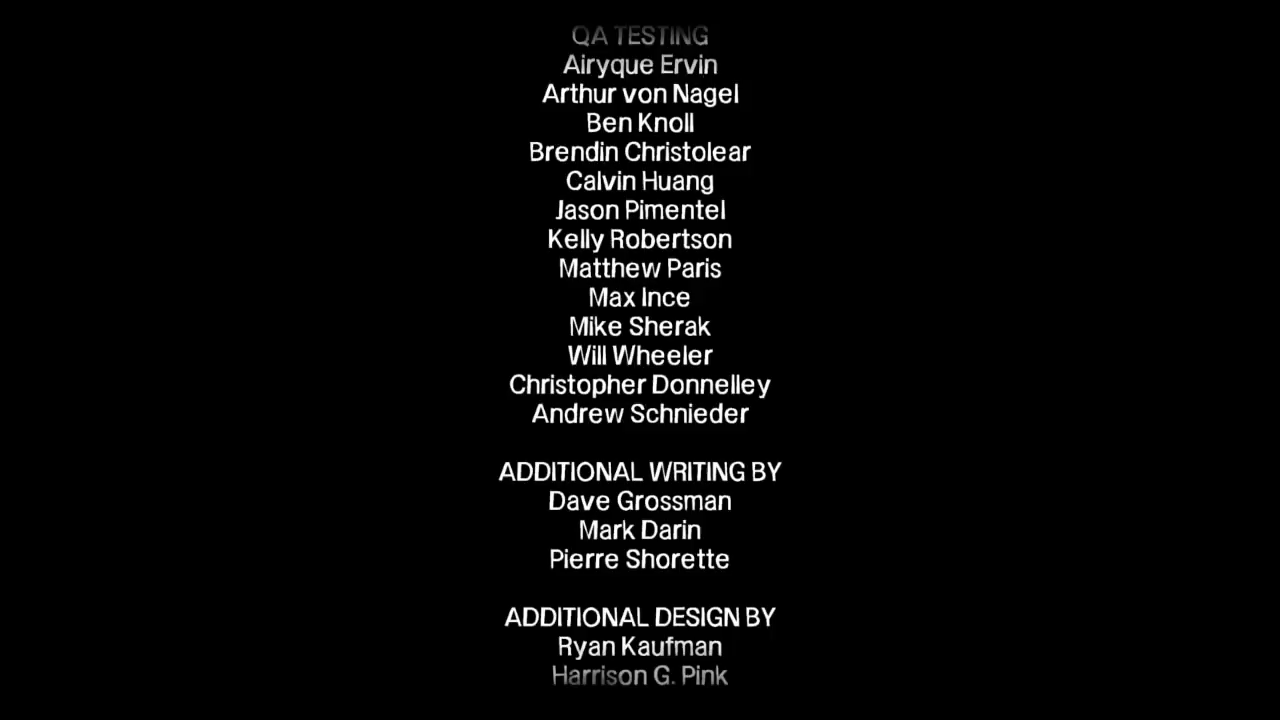 QA TESTING
Airyque Ervin
Arthur von Nagel
Ben Knoll
Brendin Christolear
Calvin Huang
Jason Pimentel
Kelly Robertson
Matthew Paris
Max Ince
Mike Sherak
Will Wheeler
Christopher Donnelley
Andrew Schnieder
ADDITIONAL WRITING BY
Dave Grossman
Mark Darin
Pierre Shorette
ADDITIONAL DESIGN BY
Ryan Kaufman
Harrison G. Pink